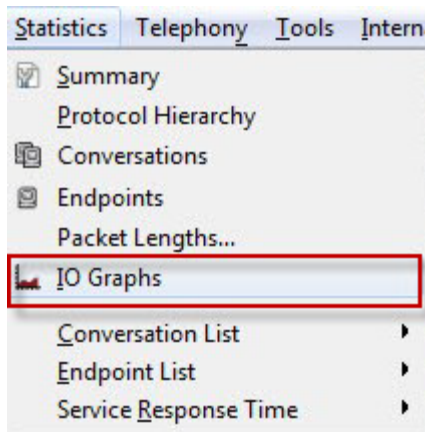 Statistics Telephony Tools Intern
Summary
Protocol Hierarchy
Conversations
Endpoints
Packet Lengths...
IO Graphs
Conversation List
Endpoint List
Service Response Time